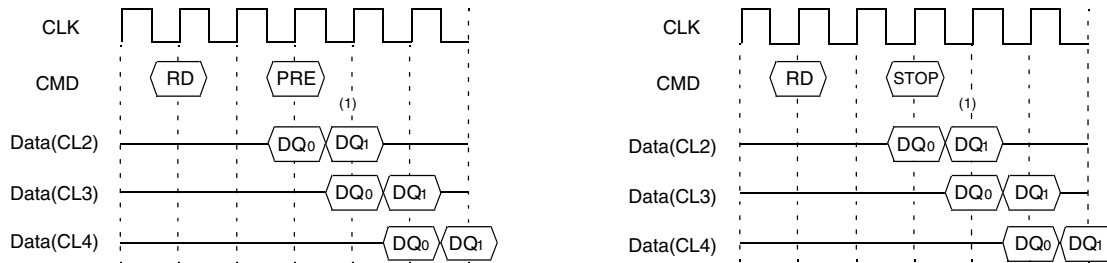 CLK
CMD RD PRE
(1)
Data(CL2) DQ0 DQ1
Data(CL3) DQ0 DQ1
Data(CL4) DQ0 DQ1
CLK
CMD RD STOP
(1)
Data(CL2) DQ0 DQ1
Data(CL3) DQ0 DQ1
Data(CL4) DQ0 DQ1